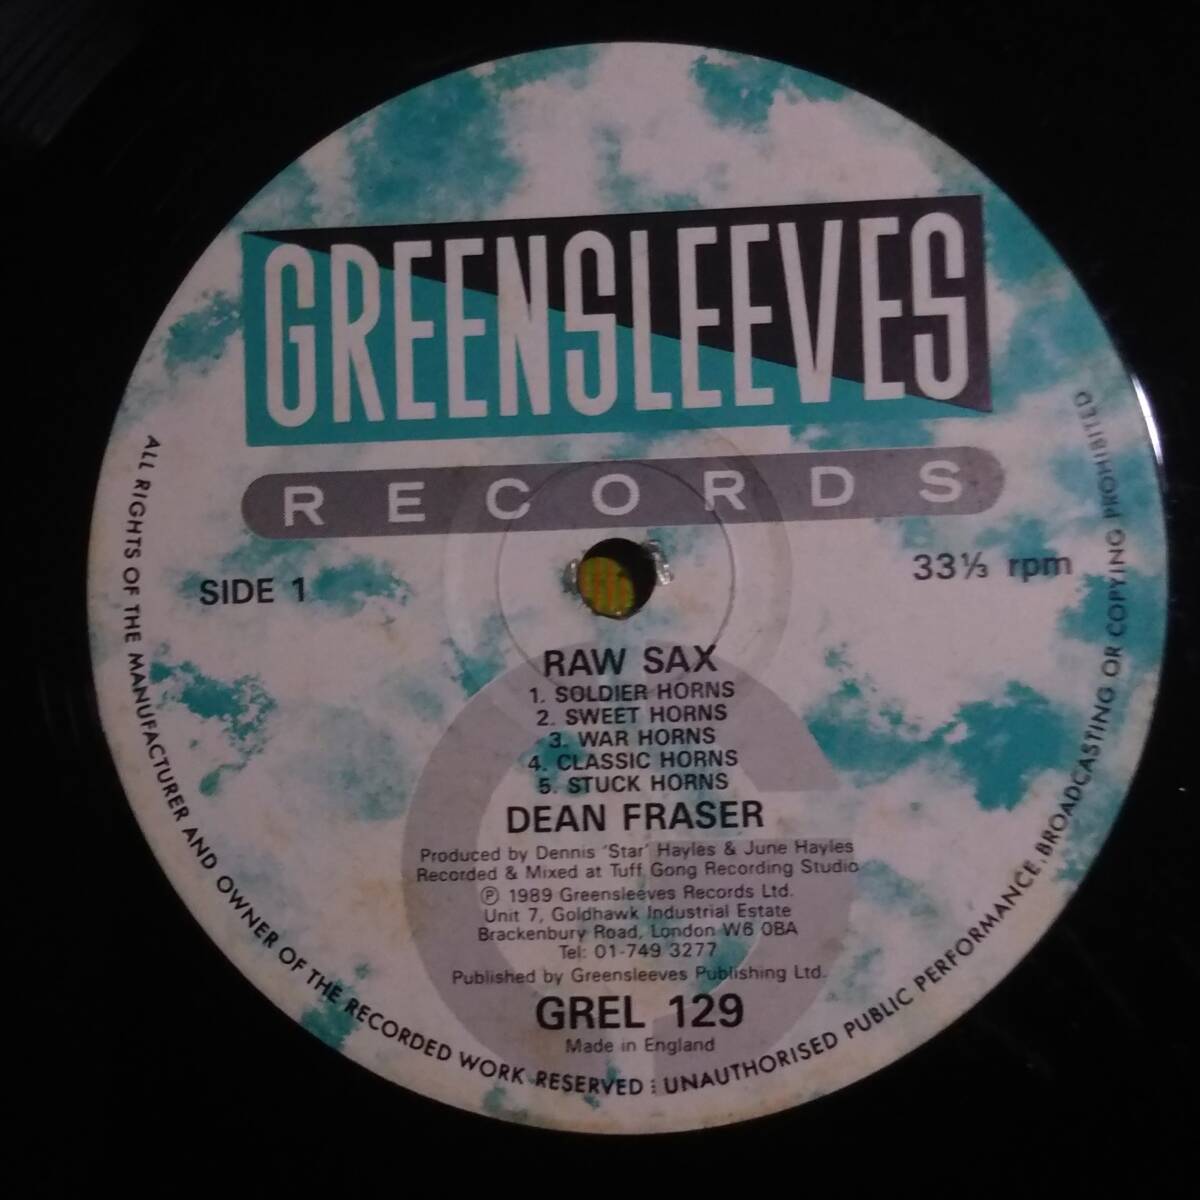 GREENSLEEVES
RECORDS
SIDE 1
33⅓ rpm
RAW SAX
1. SOLDIER HORNS
2. SWEET HORNS
3. WAR HORNS
4. CLASSIC HORNS
5. STUCK HORNS
DEAN FRASER
Produced by Dennis 'Star' Hayles & June Hayles
Recorded & Mixed at Tuff Gong Recording Studio
Ⓟ 1989 Greensleeves Records Ltd.
Unit 7, Goldhawk Industrial Estate
Brackenbury Road, London W6 0BA
Tel: 01-749 3277
Published by Greensleeves Publishing Ltd.
GREL 129
Made in England
ALL RIGHTS OF THE MANUFACTURER AND OWNER OF THE RECORDED WORK RESERVED : UNAUTHORISED PUBLIC PERFORMANCE, BROADCASTING OR COPYING PROHIBITED